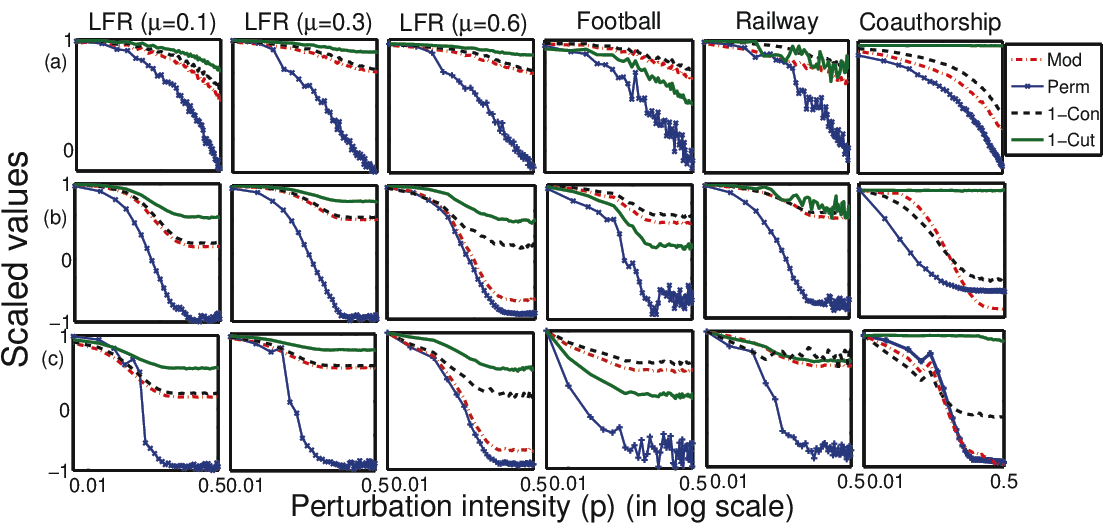 LFR (μ=0.1) LFR (μ=0.3) LFR (μ=0.6) Football Railway Coauthorship
1
(a)
0
Mod
Perm
1-Con
1-Cut
1
(b)
0
−1
1
(c)
0
−1
Scaled values
0.01 0.50.01 0.50.01 0.50.01 0.50.01 0.50.01 0.5
Perturbation intensity (p) (in log scale)